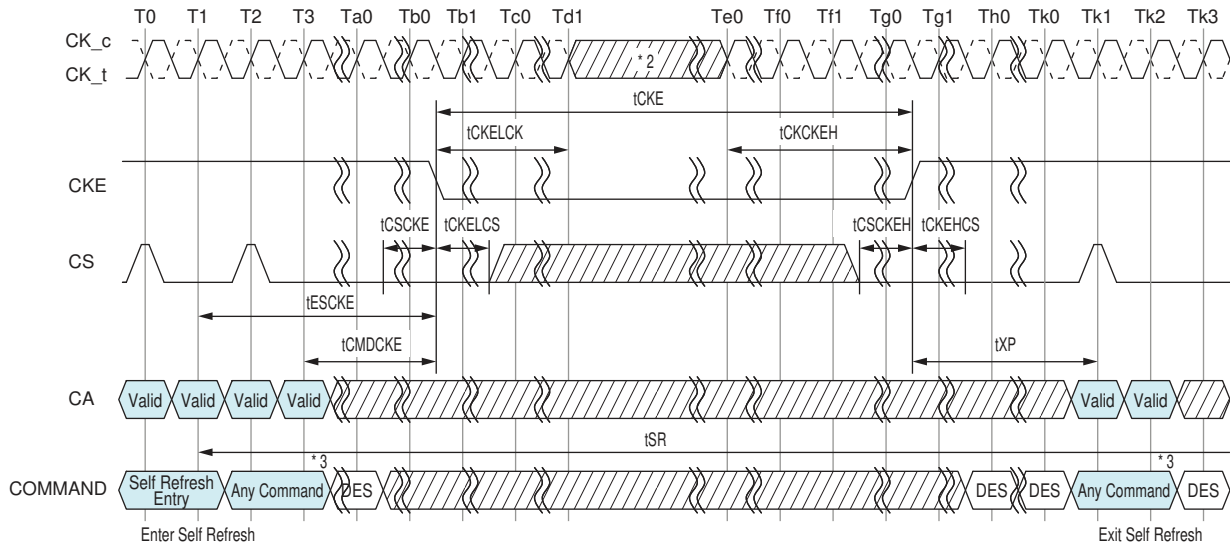 T0 T1 T2 T3 Ta0 Tb0 Tb1 Tc0 Td1 Te0 Tf0 Tf1 Tg0 Tg1 Th0 Tk0 Tk1 Tk2 Tk3
CK_c
CK_t
* 2
tCKE
tCKELCK tCKCKEH
CKE
tCSCKE tCKELCS tCSCKEH tCKEHCS
CS
tESCKE
tCMDCKE tXP
CA Valid Valid Valid Valid Valid Valid
tSR
* 3 * 3
COMMAND Self Refresh Entry Any Command DES DES DES Any Command DES
Enter Self Refresh Exit Self Refresh